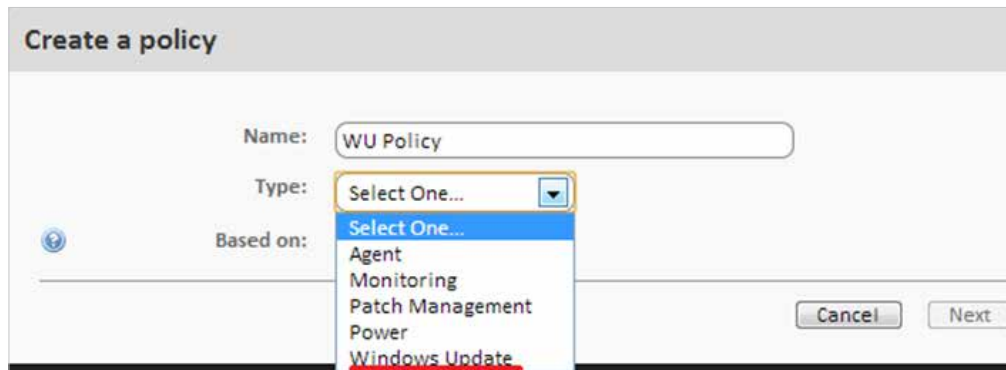 Create a policy
Name: WU Policy
Type: Select One...
Select One...
Based on:
Agent
Monitoring
Patch Management
Power
Windows Update
Cancel Next